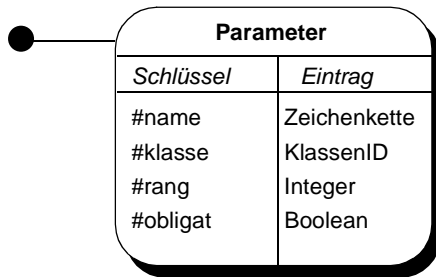 Parameter
Schlüssel Eintrag
#name Zeichenkette
#klasse KlassenID
#rang Integer
#obligat Boolean